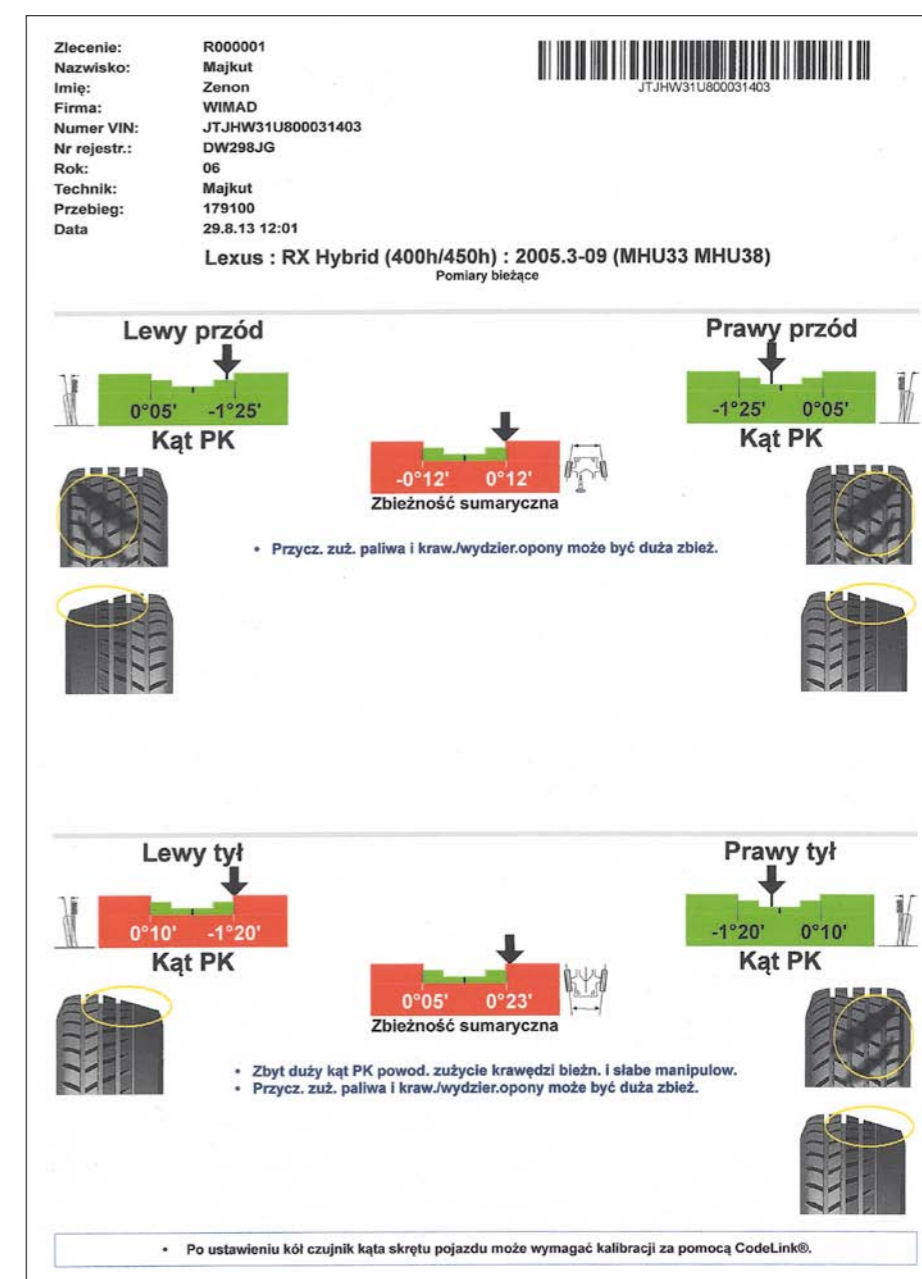 Zlecenie: R000001
Nazwisko: Majkut
Imię: Zenon
Firma: WIMAD
Numer VIN: JTJHW31U800031403
Nr rejestr.: DW298JG
Rok: 06
Technik: Majkut
Przebieg: 179100
Data 29.8.13 12:01
JTJHW31U800031403
Lexus : RX Hybrid (400h/450h) : 2005.3-09 (MHU33 MHU38)
Pomiary bieżące
Lewy przód Prawy przód
0°05' -1°25' -1°25' 0°05'
Kąt PK Kąt PK
-0°12' 0°12'
Zbieżność sumaryczna
• Przycz. zuż. paliwa i kraw./wydzier.opony może być duża zbież.
Lewy tył Prawy tył
0°10' -1°20' -1°20' 0°10'
Kąt PK Kąt PK
0°05' 0°23'
Zbieżność sumaryczna
• Zbyt duży kąt PK powod. zużycie krawędzi bieżn. i słabe manipulow.
• Przycz. zuż. paliwa i kraw./wydzier.opony może być duża zbież.
• Po ustawieniu kół czujnik kąta skrętu pojazdu może wymagać kalibracji za pomocą CodeLink®.